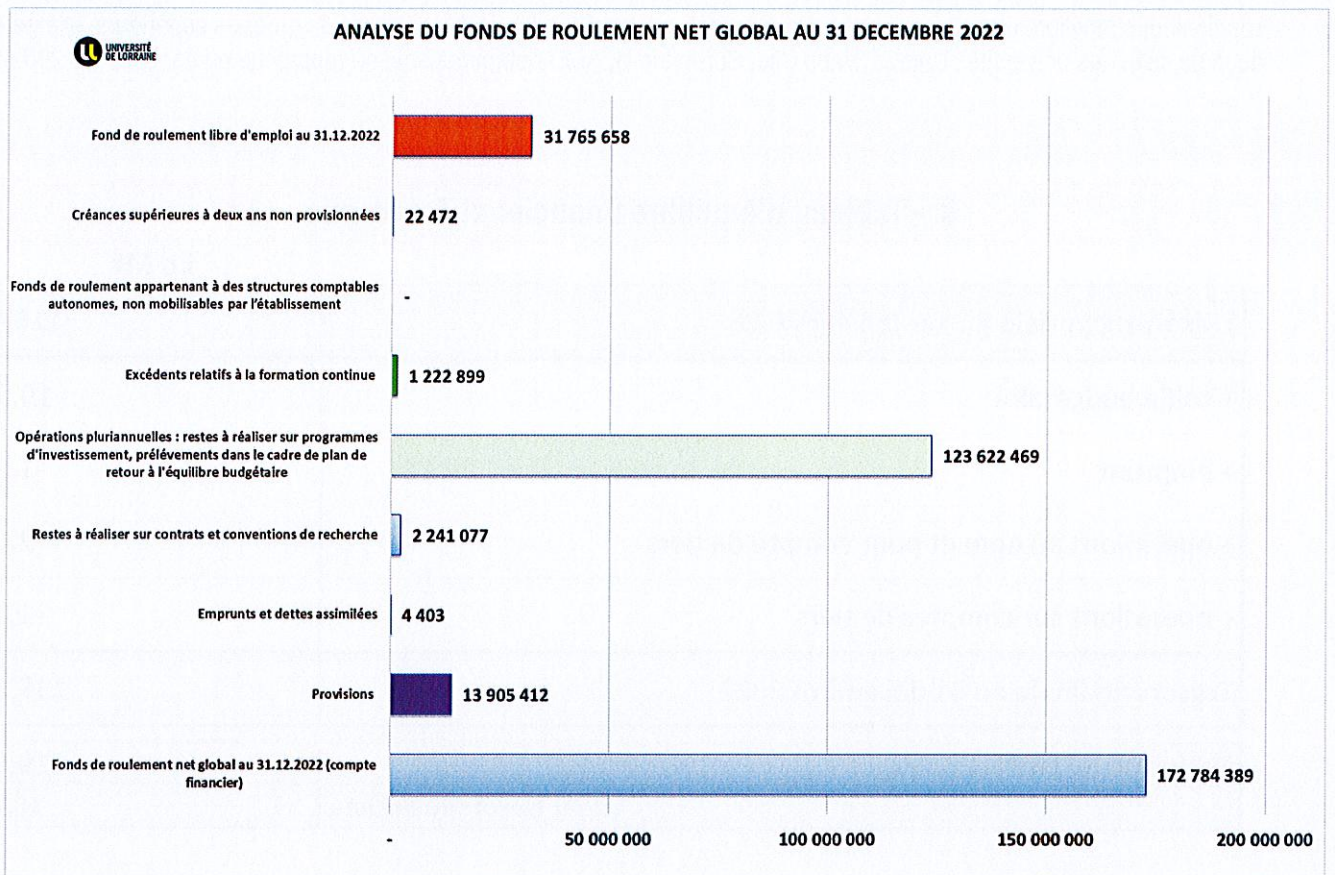 ANALYSE DU FONDS DE ROULEMENT NET GLOBAL AU 31 DECEMBRE 2022
UNIVERSITÉ
DE LORRAINE
Fond de roulement libre d'emploi au 31.12.2022
31 765 658
Créances supérieures à deux ans non provisionnées
22 472
Fonds de roulement appartenant à des structures comptables
autonomes, non mobilisables par l'établissement
-
Excédents relatifs à la formation continue
1 222 899
Opérations pluriannuelles : restes à réaliser sur programmes
d'investissement, prélévements dans le cadre de plan de
retour à l'équilibre budgétaire
123 622 469
Restes à réaliser sur contrats et conventions de recherche
2 241 077
Emprunts et dettes assimilées
4 403
Provisions
13 905 412
Fonds de roulement net global au 31.12.2022 (compte
financier)
172 784 389
- 50 000 000 100 000 000 150 000 000 200 000 000